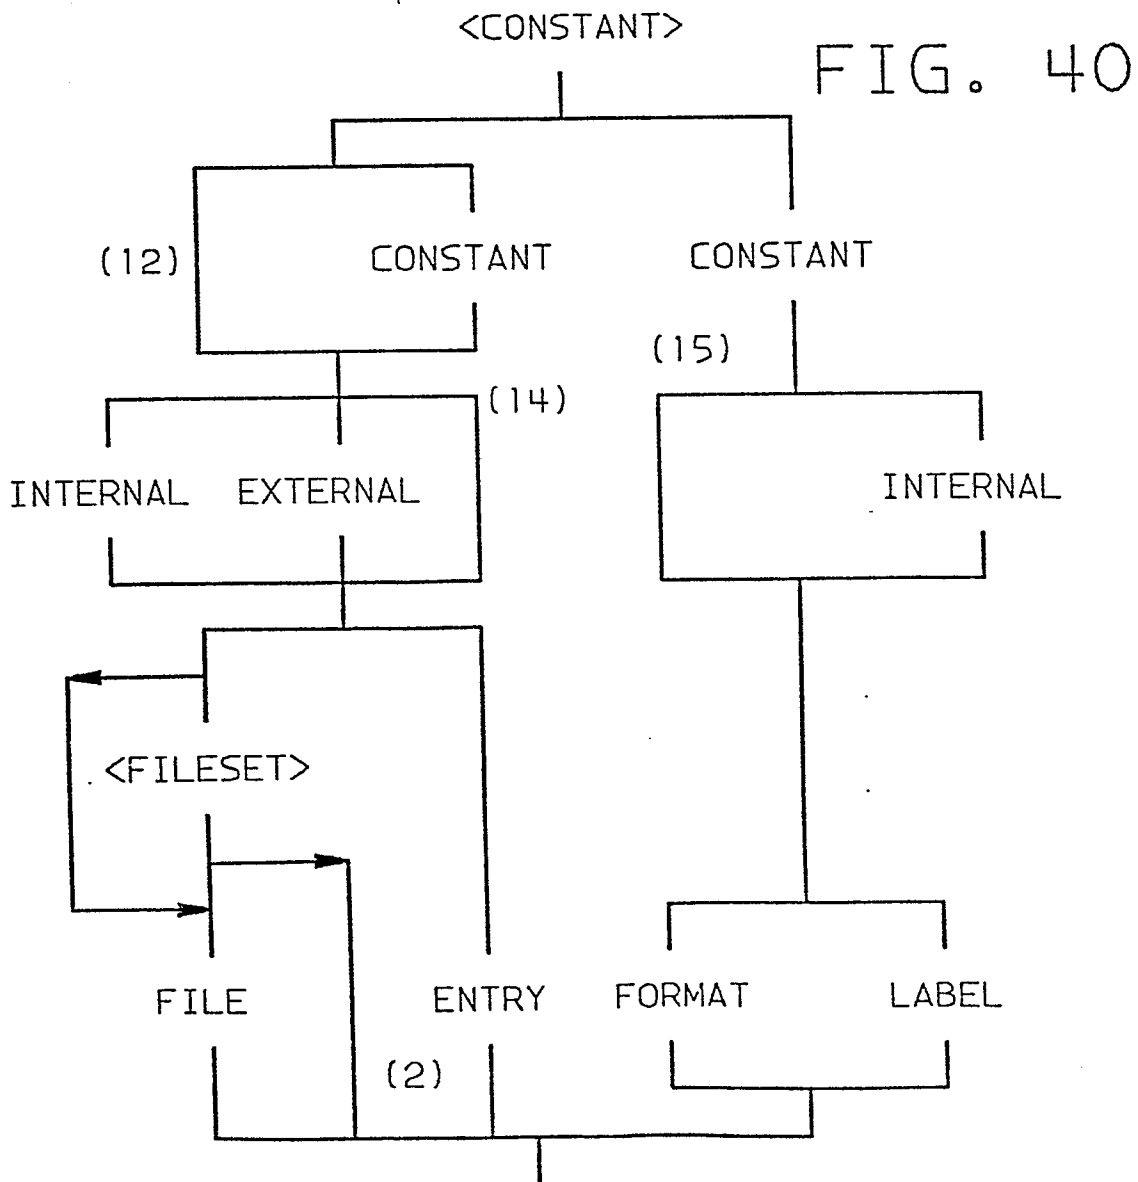 <CONSTANT>
FIG. 40
(12)
CONSTANT
CONSTANT
(15)
(14)
INTERNAL
EXTERNAL
INTERNAL
<FILESET>
FILE
ENTRY
FORMAT
LABEL
(2)